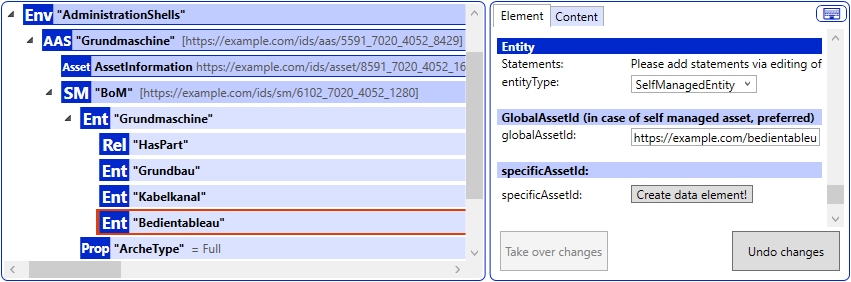 Env "AdministrationShells"
AAS "Grundmaschine" [https://example.com/ids/aas/5591_7020_4052_8429]
Asset AssetInformation https://example.com/ids/asset/8591_7020_4052_16
SM "BoM" [https://example.com/ids/sm/6102_7020_4052_1280]
Ent "Grundmaschine"
Rel "HasPart"
Ent "Grundbau"
Ent "Kabelkanal"
Ent "Bedientableau"
Prop "ArcheType" = Full
Element Content
Entity
Statements: Please add statements via editing of
entityType: SelfManagedEntity
GlobalAssetId (in case of self managed asset, preferred)
globalAssetId: https://example.com/bedientableu
specificAssetId:
specificAssetId: Create data element!
Take over changes Undo changes